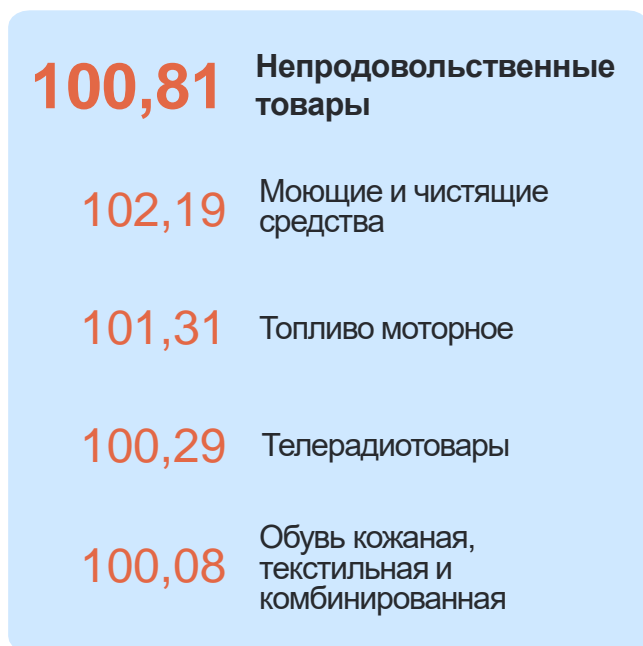 100,81 Непродовольственные
товары
102,19 Моющие и чистящие
средства
101,31 Топливо моторное
100,29 Телерадиотовары
100,08 Обувь кожаная,
текстильная и
комбинированная